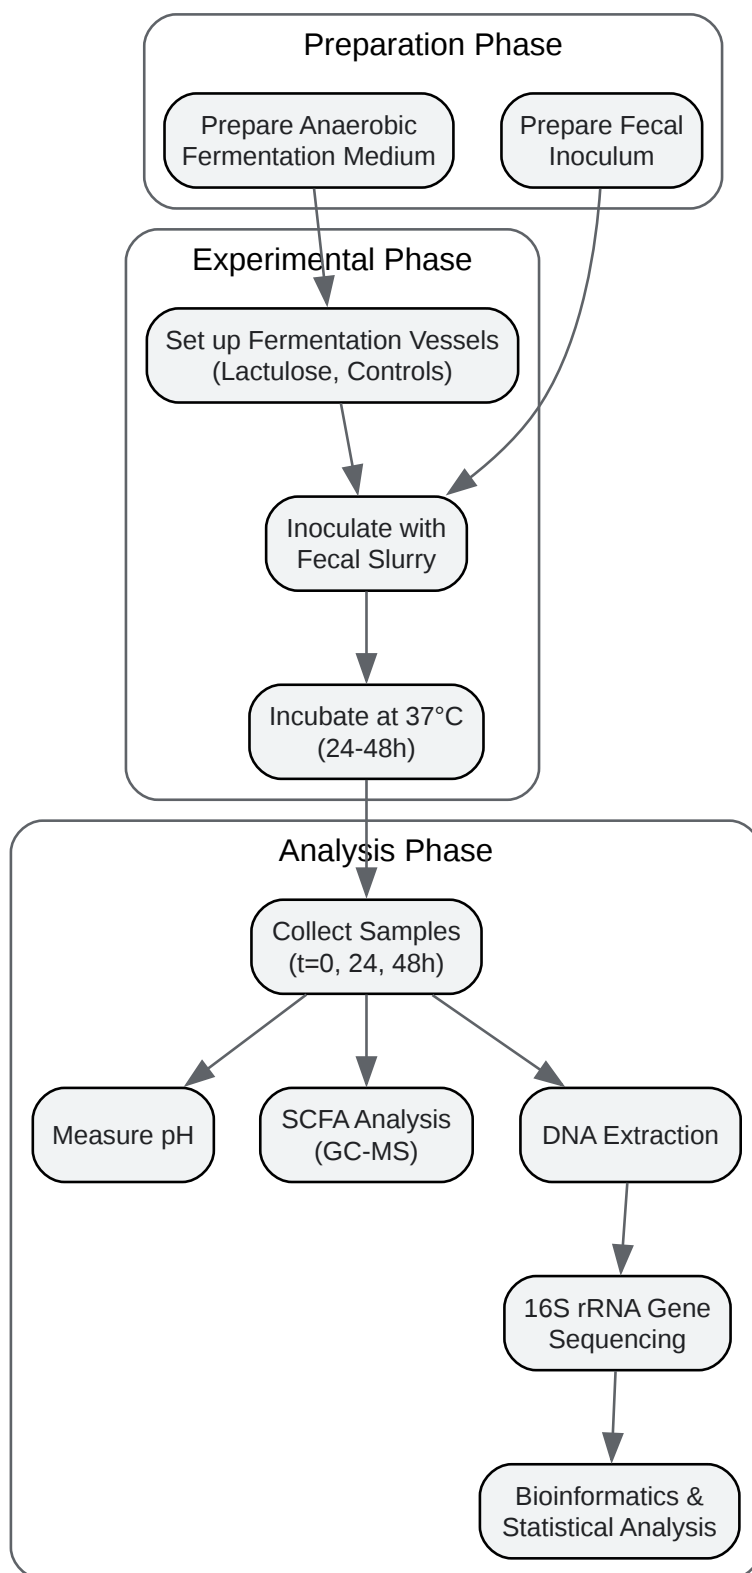 Preparation Phase
Prepare Anaerobic
Fermentation Medium
Prepare Fecal
Inoculum
Experimental Phase
Set up Fermentation Vessels
(Lactulose, Controls)
Inoculate with
Fecal Slurry
Incubate at 37°C
(24-48h)
Analysis Phase
Collect Samples
(t=0, 24, 48h)
Measure pH
SCFA Analysis
(GC-MS)
DNA Extraction
16S rRNA Gene
Sequencing
Bioinformatics &
Statistical Analysis